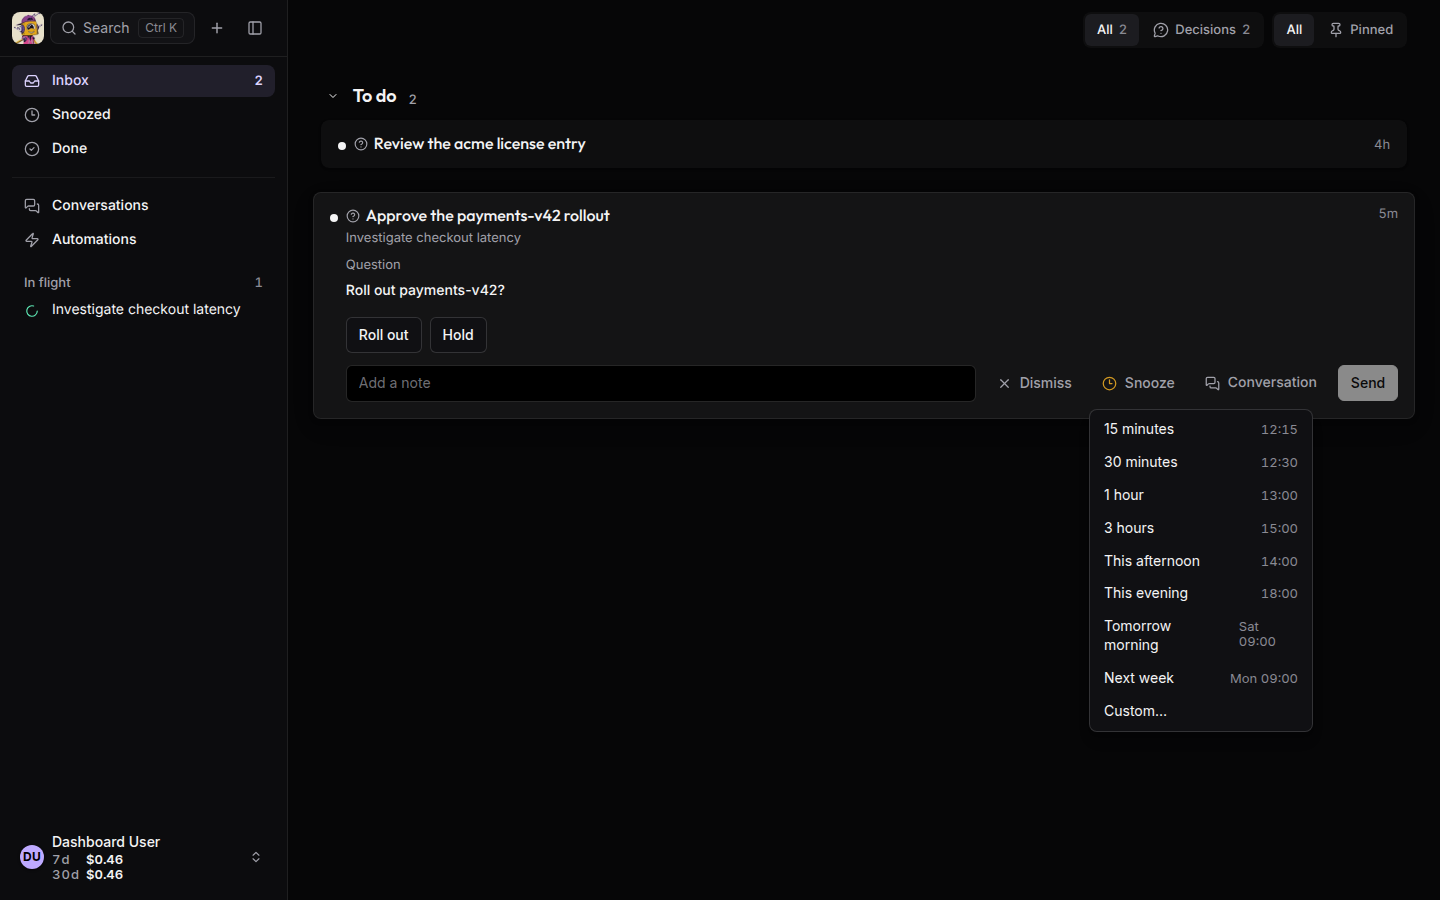 Search Ctrl K
Inbox 2
Snoozed
Done
Conversations
Automations
In flight 1
Investigate checkout latency
DU
Dashboard User
7d $0.46
30d $0.46
All 2
Decisions 2
All
Pinned
To do 2
Review the acme license entry 4h
Approve the payments-v42 rollout 5m
Investigate checkout latency
Question
Roll out payments-v42?
Roll out
Hold
Add a note
Dismiss
Snooze
Conversation
Send
15 minutes 12:15
30 minutes 12:30
1 hour 13:00
3 hours 15:00
This afternoon 14:00
This evening 18:00
Tomorrow morning Sat 09:00
Next week Mon 09:00
Custom...